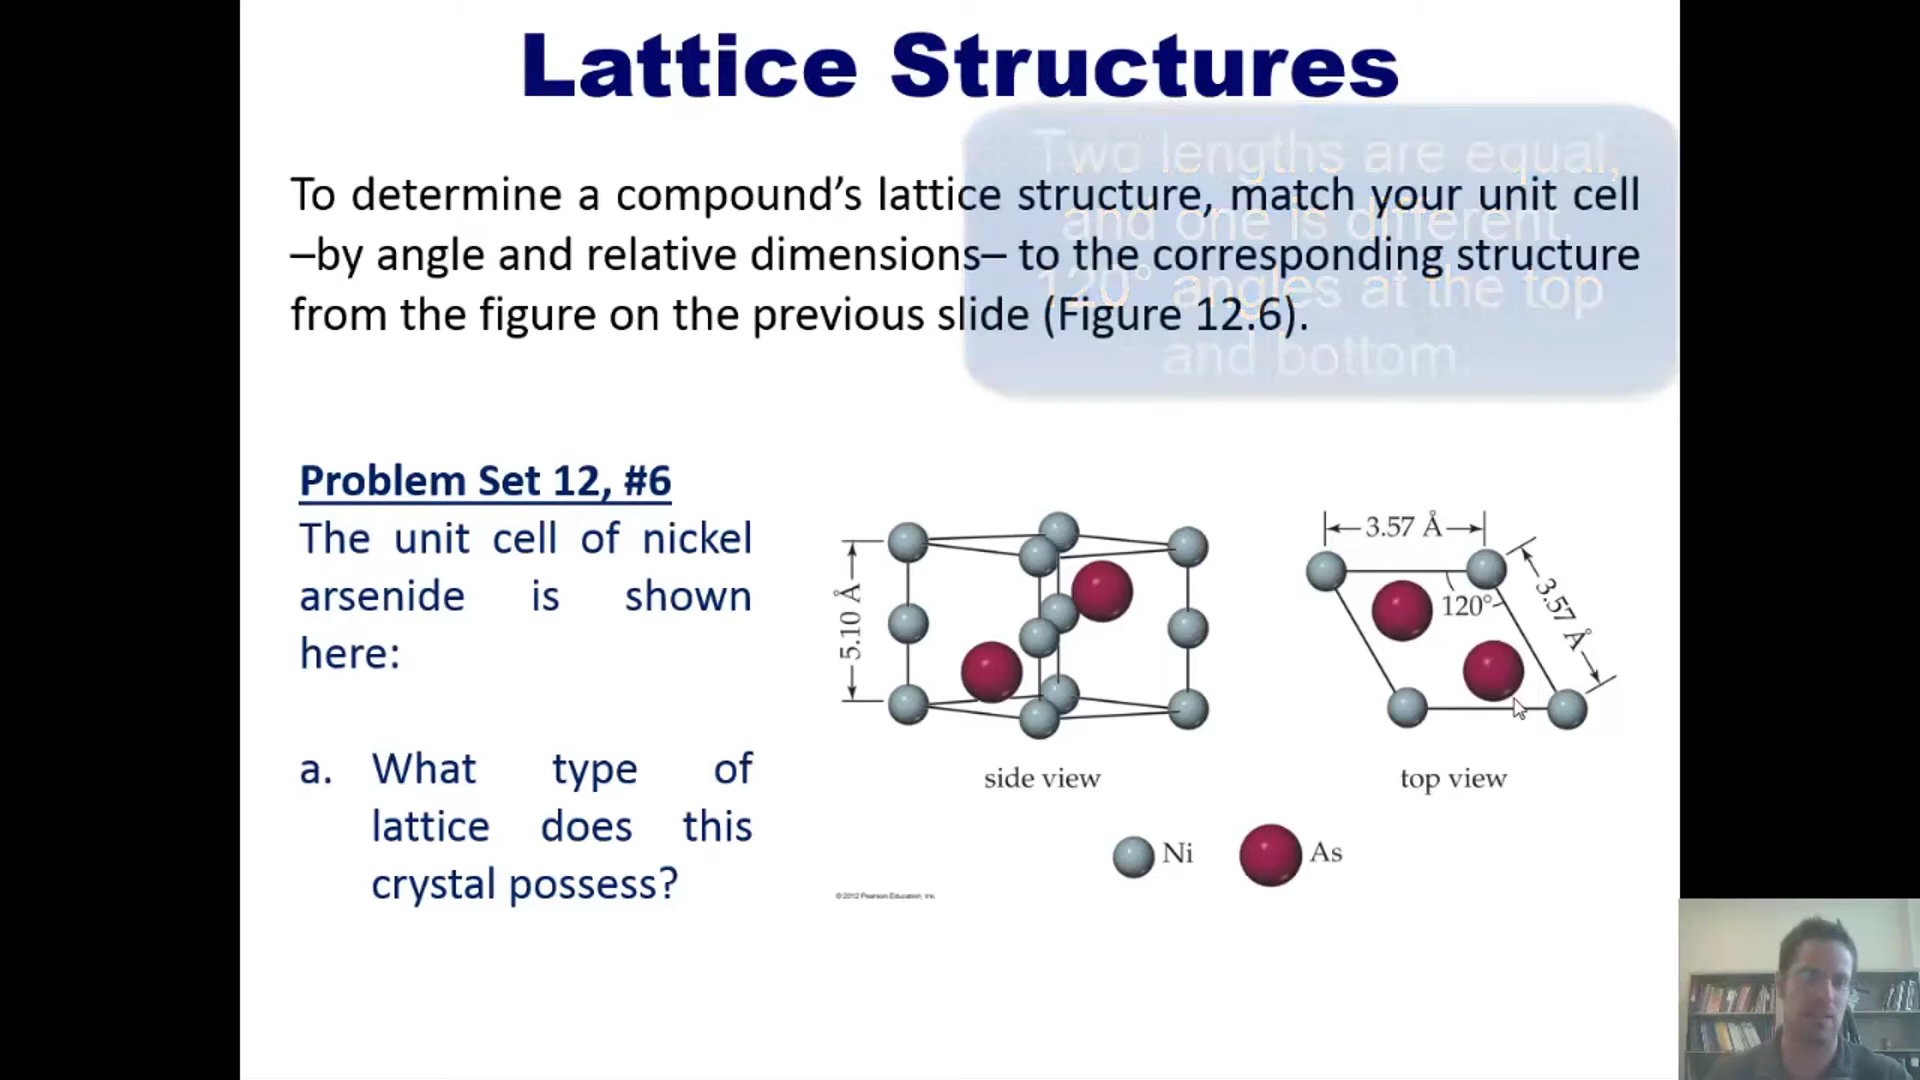 Lattice Structures
Two lengths are equal,
and one is different.
120° angles at the top
and bottom.
To determine a compound’s lattice structure, match your unit cell
–by angle and relative dimensions– to the corresponding structure
from the figure on the previous slide (Figure 12.6).
Problem Set 12, #6
The unit cell of nickel
arsenide is shown
here:
a. What type of
lattice does this
crystal possess?
5.10 Å
side view
3.57 Å
120°
3.57 Å
top view
Ni
As
© 2012 Pearson Education, Inc.